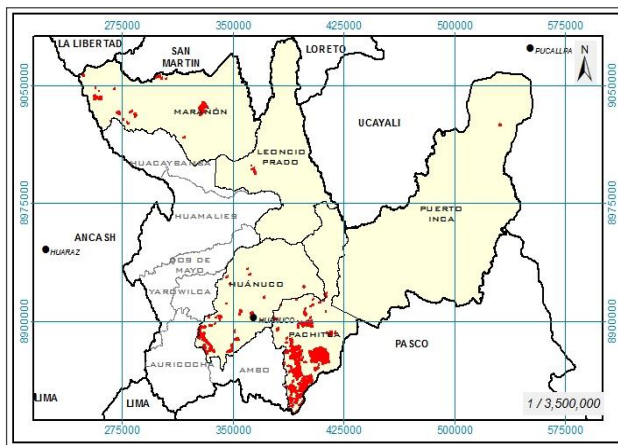 275000 350000 425000 500000 575000
LA LIBERTAD
SAN
MARTIN
LORETO
PUCALLPA
N
9050000
9050000
MARAÑÓN
UCAYALI
LEONCIO
PRADO
HUACAYBAMBA
8975000
8975000
PUERTO
INCA
HUAMALIES
ANCASH
HUARAZ
DOS DE
MAYO
YAROWILCA
HUÁNUCO
HUÁNUCO
8900000
8900000
PACHITEA
PASCO
LAURICOCHA
AMBO
LIMA
LIMA
1 / 3,500,000
275000 350000 425000 500000 575000